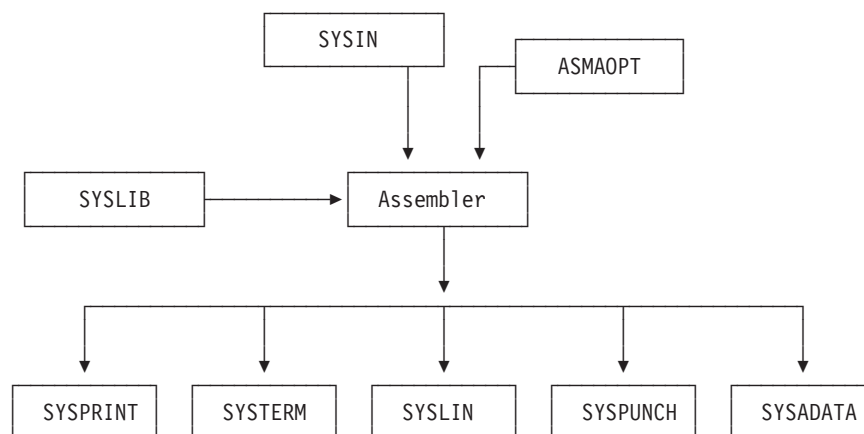 SYSIN
ASMAOPT
SYSLIB
Assembler
SYSPRINT
SYSTERM
SYSLIN
SYSPUNCH
SYSADATA